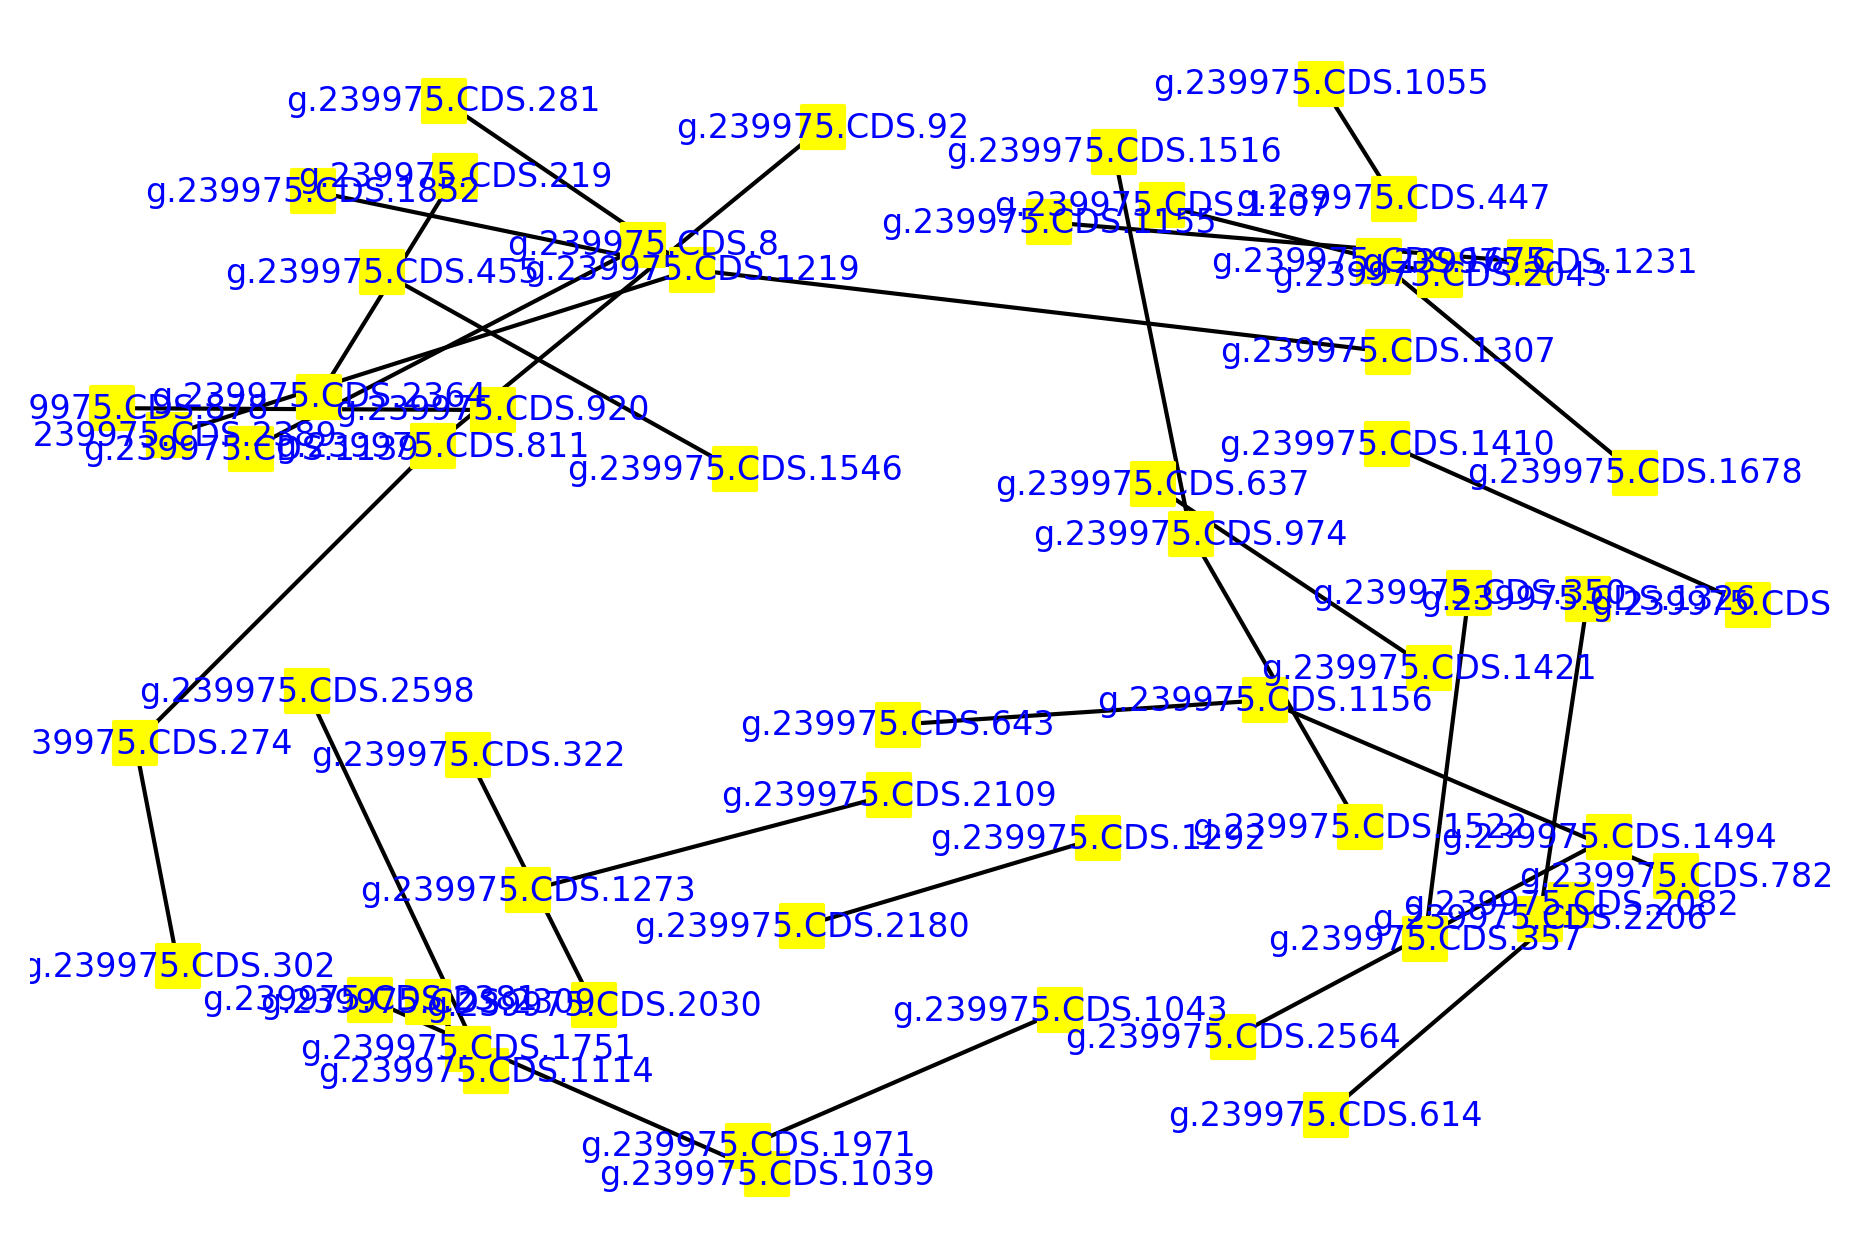 g.239975.CDS.1055
g.239975.CDS.281
g.239975.CDS.92
g.239975.CDS.1516
g.239975.CDS.219
g.239975.CDS.1852
g.239975.CDS.447
g.239975.CDS.1107
g.239975.CDS.1155
g.239975.CDS.8
g.239975.CDS.1219
g.239975.CDS.455
g.239975.CDS.1675
g.239975.CDS.1231
g.239975.CDS.2043
g.239975.CDS.1307
g.239975.CDS.2364
9975.CDS.878
g.239975.CDS.920
239975.CDS.2389
g.239975.CDS.1139
g.239975.CDS.811
g.239975.CDS.1410
g.239975.CDS.1546
g.239975.CDS.1678
g.239975.CDS.637
g.239975.CDS.974
g.239975.CDS.350
g.239975.CDS.1326
g.239975.CDS
g.239975.CDS.1421
g.239975.CDS.2598
g.239975.CDS.1156
g.239975.CDS.643
39975.CDS.274
g.239975.CDS.322
g.239975.CDS.2109
g.239975.CDS.1292
g.239975.CDS.1522
g.239975.CDS.1494
g.239975.CDS.782
g.239975.CDS.1273
g.239975.CDS.2082
g.239975.CDS.2206
g.239975.CDS.2180
g.239975.CDS.357
g.239975.CDS.302
g.239975.CDS.2381
g.239975.CDS.2309
g.239975.CDS.2030
g.239975.CDS.1043
g.239975.CDS.2564
g.239975.CDS.1751
g.239975.CDS.1114
g.239975.CDS.614
g.239975.CDS.1971
g.239975.CDS.1039